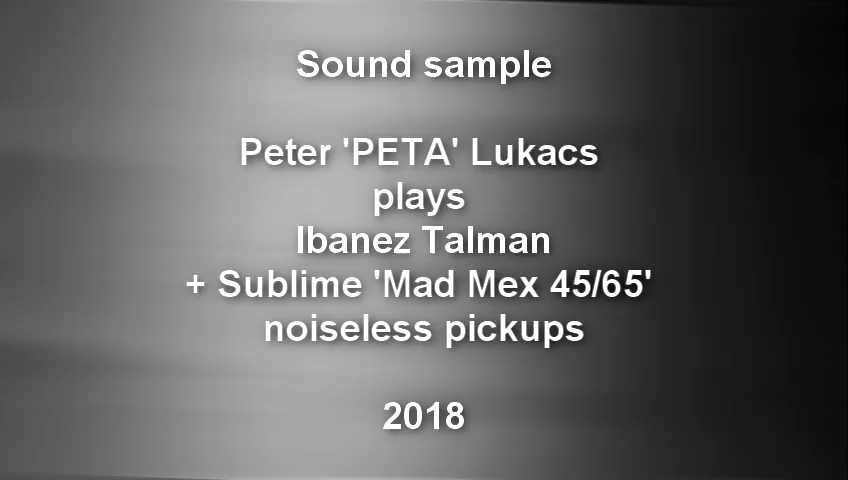 Sound sample
Peter 'PETA' Lukacs
plays
Ibanez Talman
+ Sublime 'Mad Mex 45/65'
noiseless pickups
2018